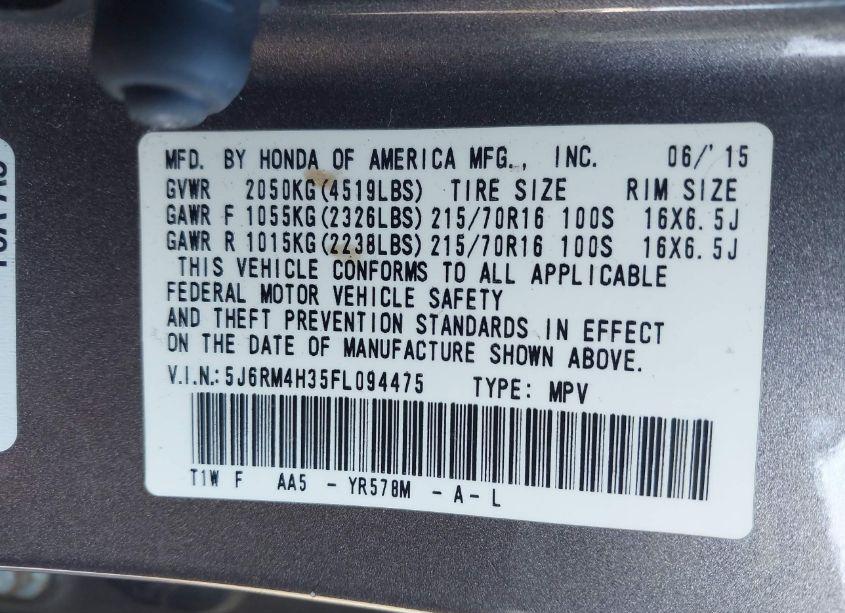 MFD. BY HONDA OF AMERICA MFG., INC. 06/'15
GVWR 2050KG(4519LBS) TIRE SIZE RIM SIZE
GAWR F 1055KG(2326LBS) 215/70R16 100S 16X6.5J
GAWR R 1015KG(2238LBS) 215/70R16 100S 16X6.5J
THIS VEHICLE CONFORMS TO ALL APPLICABLE
FEDERAL MOTOR VEHICLE SAFETY
AND THEFT PREVENTION STANDARDS IN EFFECT
ON THE DATE OF MANUFACTURE SHOWN ABOVE.
V.I.N.: 5J6RM4H35FL094475 TYPE: MPV
T1W F AA5 - YR578M - A - L